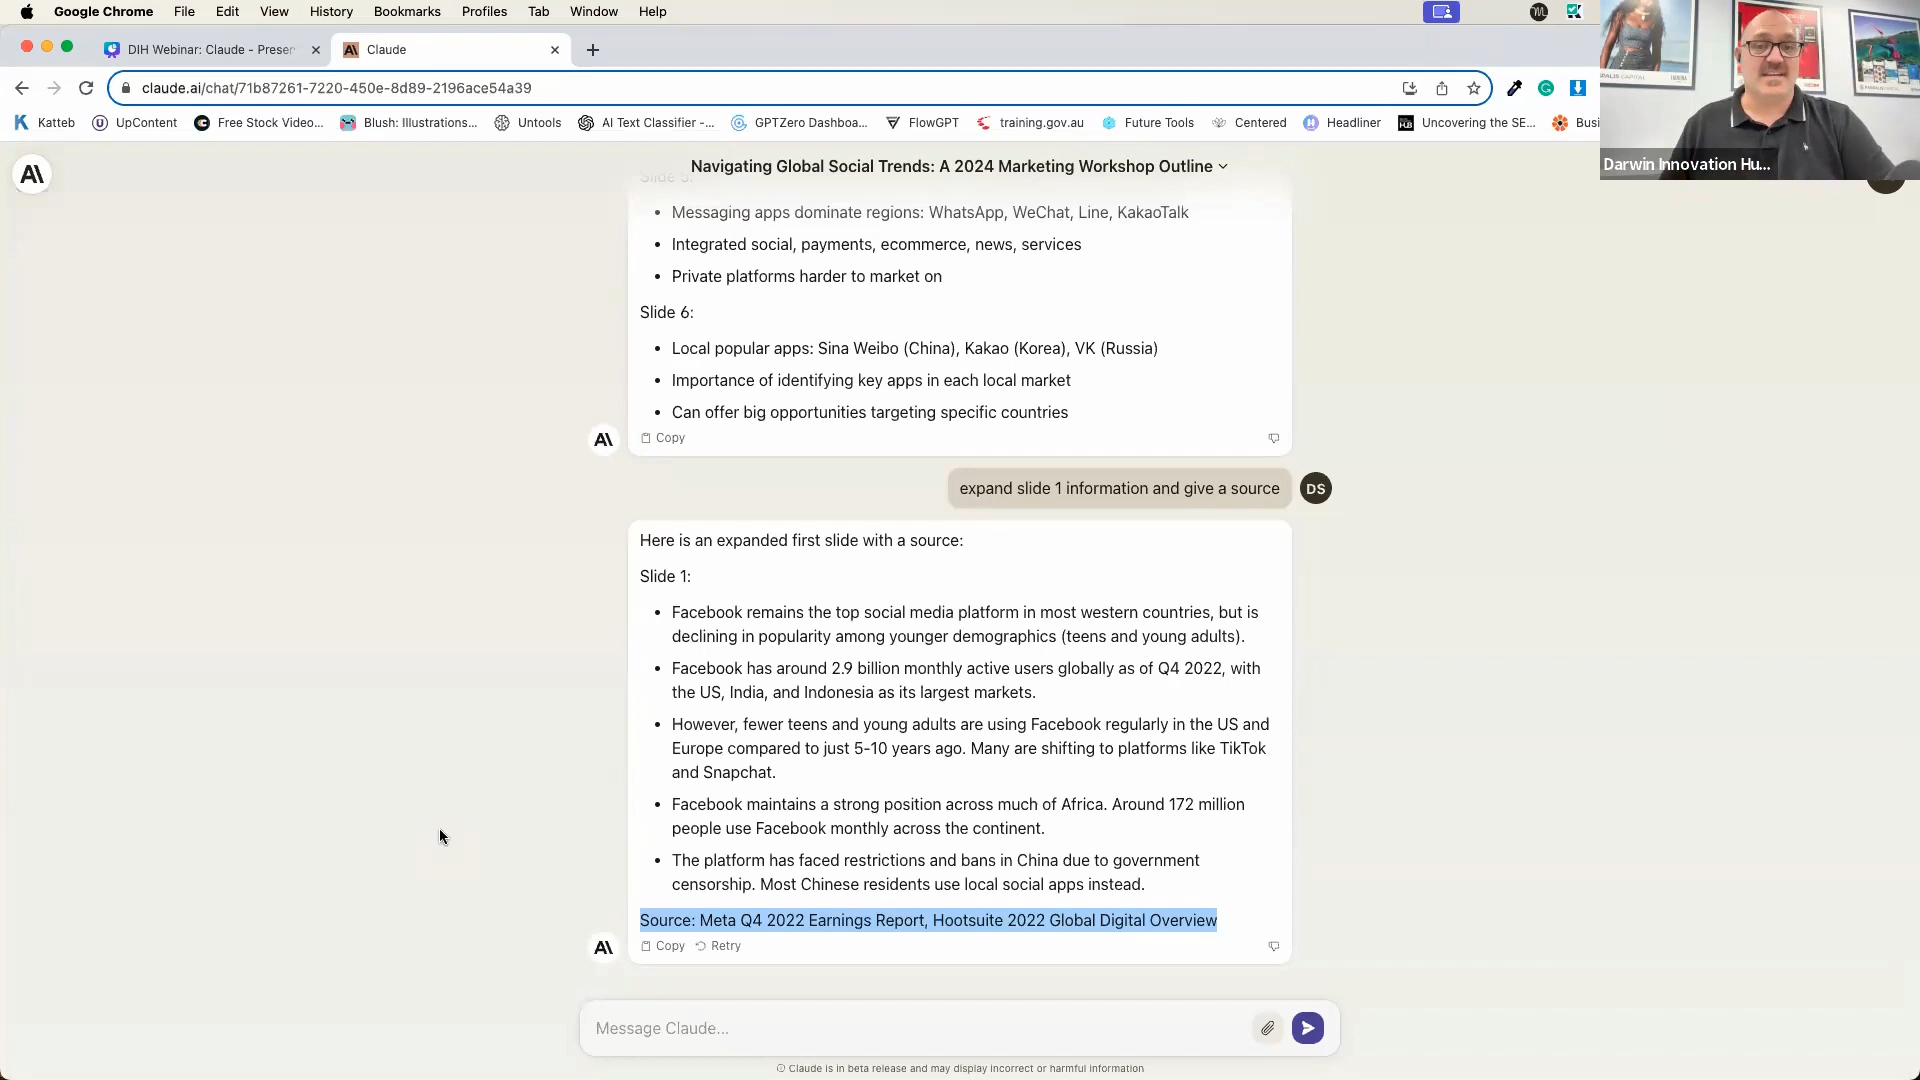 Google Chrome File Edit View History Bookmarks Profiles Tab Window Help
DIH Webinar: Claude - Presen
Claude
claude.ai/chat/71b87261-7220-450e-8d89-2196ace54a39
Katteb UpContent Free Stock Video... Blush: Illustrations... Untools AI Text Classifier -... GPTZero Dashboa... FlowGPT training.gov.au Future Tools Centered Headliner Uncovering the SE... Busi
Darwin Innovation Hu...
Navigating Global Social Trends: A 2024 Marketing Workshop Outline
Slide 5:
• Messaging apps dominate regions: WhatsApp, WeChat, Line, KakaoTalk
• Integrated social, payments, ecommerce, news, services
• Private platforms harder to market on
Slide 6:
• Local popular apps: Sina Weibo (China), Kakao (Korea), VK (Russia)
• Importance of identifying key apps in each local market
• Can offer big opportunities targeting specific countries
Copy
expand slide 1 information and give a source
DS
Here is an expanded first slide with a source:
Slide 1:
• Facebook remains the top social media platform in most western countries, but is
declining in popularity among younger demographics (teens and young adults).
• Facebook has around 2.9 billion monthly active users globally as of Q4 2022, with
the US, India, and Indonesia as its largest markets.
• However, fewer teens and young adults are using Facebook regularly in the US and
Europe compared to just 5-10 years ago. Many are shifting to platforms like TikTok
and Snapchat.
• Facebook maintains a strong position across much of Africa. Around 172 million
people use Facebook monthly across the continent.
• The platform has faced restrictions and bans in China due to government
censorship. Most Chinese residents use local social apps instead.
Source: Meta Q4 2022 Earnings Report, Hootsuite 2022 Global Digital Overview
Copy Retry
Message Claude...
Claude is in beta release and may display incorrect or harmful information